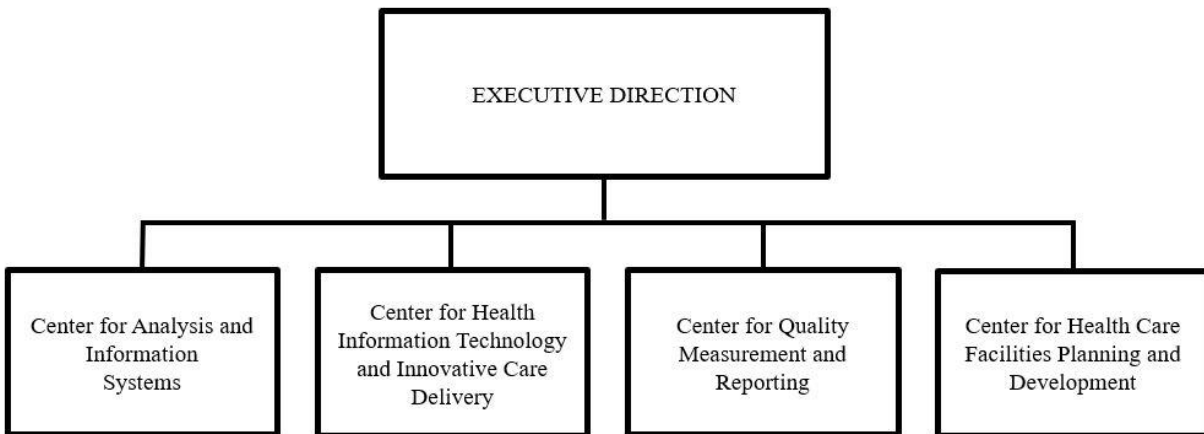 EXECUTIVE DIRECTION
Center for Analysis and
Information
Systems
Center for Health
Information Technology
and Innovative Care
Delivery
Center for Quality
Measurement and
Reporting
Center for Health Care
Facilities Planning and
Development